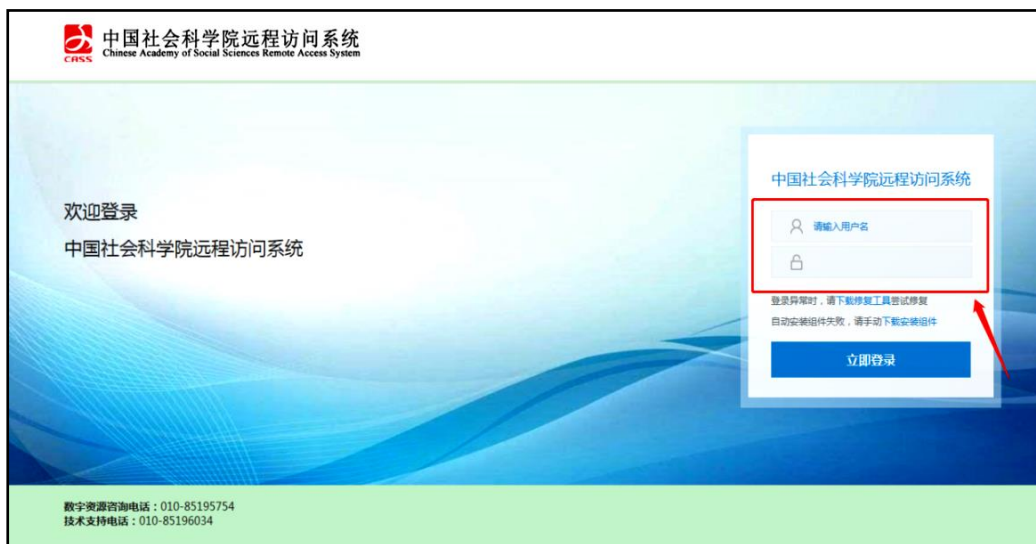 中国社会科学院远程访问系统
Chinese Academy of Social Sciences Remote Access System
CASS
欢迎登录
中国社会科学院远程访问系统
中国社会科学院远程访问系统
请输入用户名
登录异常时，请下载修复工具尝试修复
自动安装组件失败，请手动下载安装组件
立即登录
数字资源咨询电话：010-85195754
技术支持电话：010-85196034